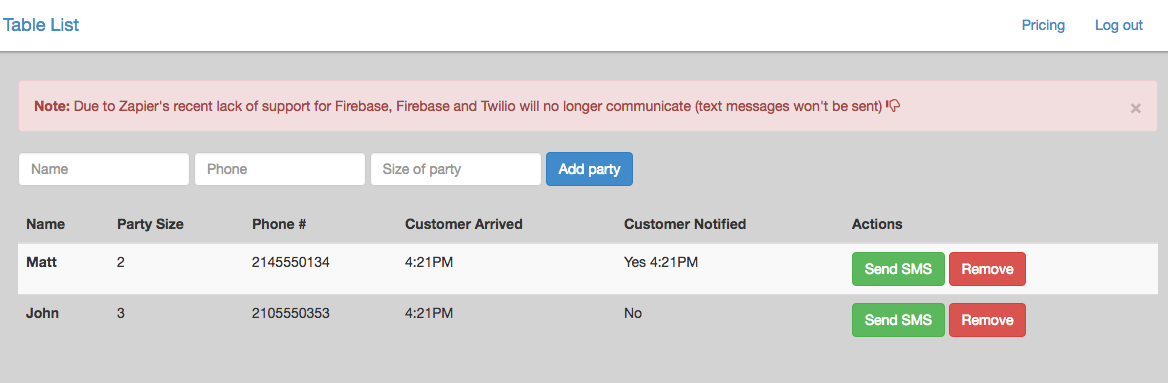 Table List Pricing Log out
Note: Due to Zapier's recent lack of support for Firebase, Firebase and Twilio will no longer communicate (text messages won't be sent) ×
Name Phone Size of party Add party
Name Party Size Phone # Customer Arrived Customer Notified Actions
Matt 2 2145550134 4:21PM Yes 4:21PM Send SMS Remove
John 3 2105550353 4:21PM No Send SMS Remove